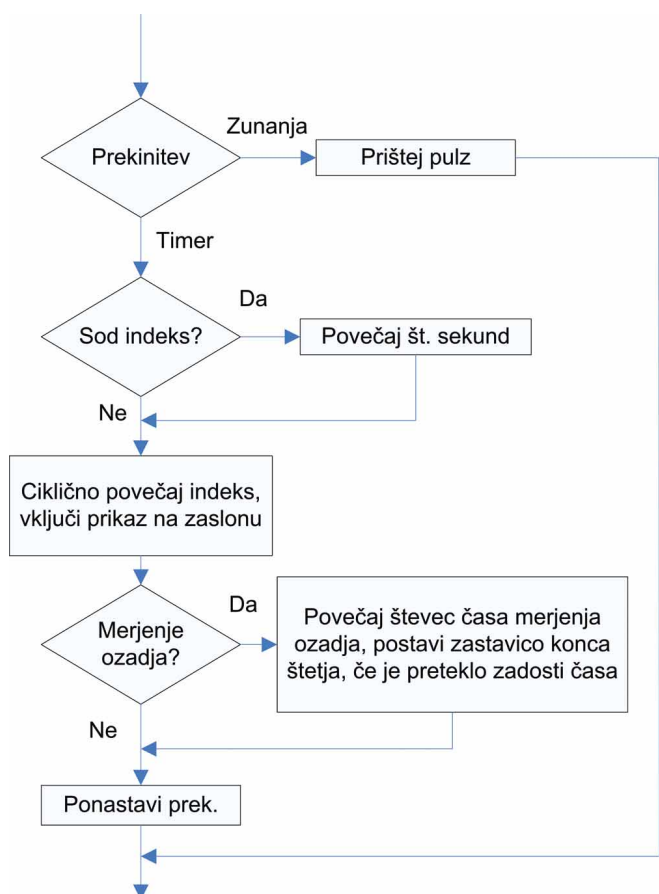 Prekinitev
Zunanja
Prištej pulz
Timer
Sod indeks?
Da
Povečaj št. sekund
Ne
Ciklično povečaj indeks,
vključi prikaz na zaslonu
Merjenje
ozadja?
Da
Povečaj števec časa merjenja
ozadja, postavi zastavico konca
štetja, če je preteklo zadosti časa
Ne
Ponastavi prek.